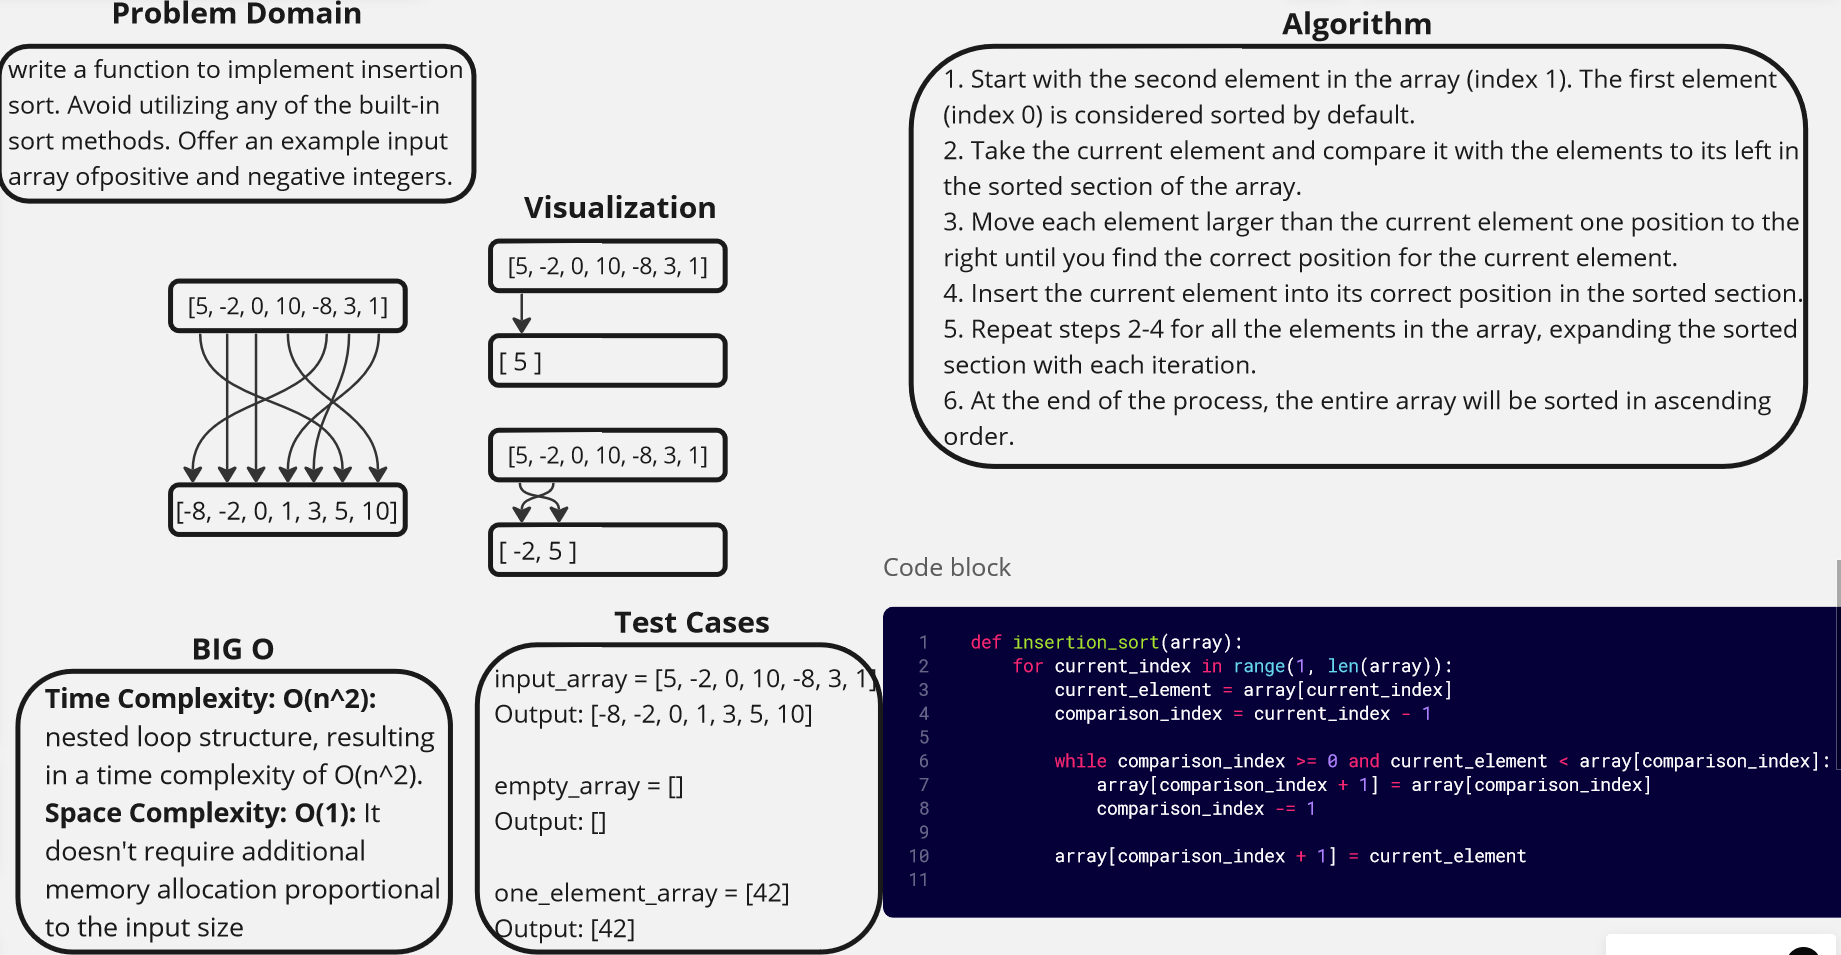 Problem Domain
write a function to implement insertion
sort. Avoid utilizing any of the built-in
sort methods. Offer an example input
array ofpositive and negative integers.
[5, -2, 0, 10, -8, 3, 1]
[-8, -2, 0, 1, 3, 5, 10]
Visualization
[5, -2, 0, 10, -8, 3, 1]
[ 5 ]
[5, -2, 0, 10, -8, 3, 1]
[ -2, 5 ]
Algorithm
1. Start with the second element in the array (index 1). The first element
(index 0) is considered sorted by default.
2. Take the current element and compare it with the elements to its left in
the sorted section of the array.
3. Move each element larger than the current element one position to the
right until you find the correct position for the current element.
4. Insert the current element into its correct position in the sorted section.
5. Repeat steps 2-4 for all the elements in the array, expanding the sorted
section with each iteration.
6. At the end of the process, the entire array will be sorted in ascending
order.
BIG O
Time Complexity: O(n^2):
nested loop structure, resulting
in a time complexity of O(n^2).
Space Complexity: O(1): It
doesn't require additional
memory allocation proportional
to the input size
Test Cases
input_array = [5, -2, 0, 10, -8, 3, 1]
Output: [-8, -2, 0, 1, 3, 5, 10]
empty_array = []
Output: []
one_element_array = [42]
Output: [42]
Code block
1 def insertion_sort(array):
2 for current_index in range(1, len(array)):
3 current_element = array[current_index]
4 comparison_index = current_index - 1
5
6 while comparison_index >= 0 and current_element < array[comparison_index]:
7 array[comparison_index + 1] = array[comparison_index]
8 comparison_index -= 1
9
10 array[comparison_index + 1] = current_element
11